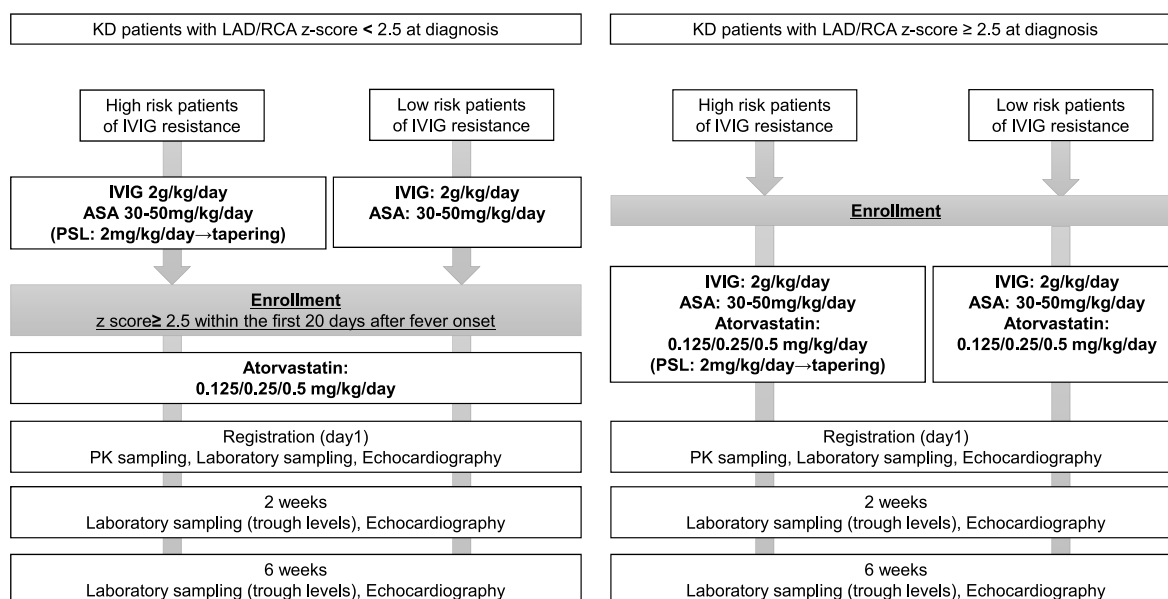 KD patients with LAD/RCA z-score < 2.5 at diagnosis
High risk patients
of IVIG resistance
Low risk patients
of IVIG resistance
IVIG 2g/kg/day
ASA 30-50mg/kg/day
(PSL: 2mg/kg/day→tapering)
IVIG: 2g/kg/day
ASA: 30-50mg/kg/day
Enrollment
z score≥ 2.5 within the first 20 days after fever onset
Atorvastatin:
0.125/0.25/0.5 mg/kg/day
Registration (day1)
PK sampling, Laboratory sampling, Echocardiography
2 weeks
Laboratory sampling (trough levels), Echocardiography
6 weeks
Laboratory sampling (trough levels), Echocardiography
KD patients with LAD/RCA z-score ≥ 2.5 at diagnosis
High risk patients
of IVIG resistance
Low risk patients
of IVIG resistance
Enrollment
IVIG: 2g/kg/day
ASA: 30-50mg/kg/day
Atorvastatin:
0.125/0.25/0.5 mg/kg/day
(PSL: 2mg/kg/day→tapering)
IVIG: 2g/kg/day
ASA: 30-50mg/kg/day
Atorvastatin:
0.125/0.25/0.5 mg/kg/day
Registration (day1)
PK sampling, Laboratory sampling, Echocardiography
2 weeks
Laboratory sampling (trough levels), Echocardiography
6 weeks
Laboratory sampling (trough levels), Echocardiography